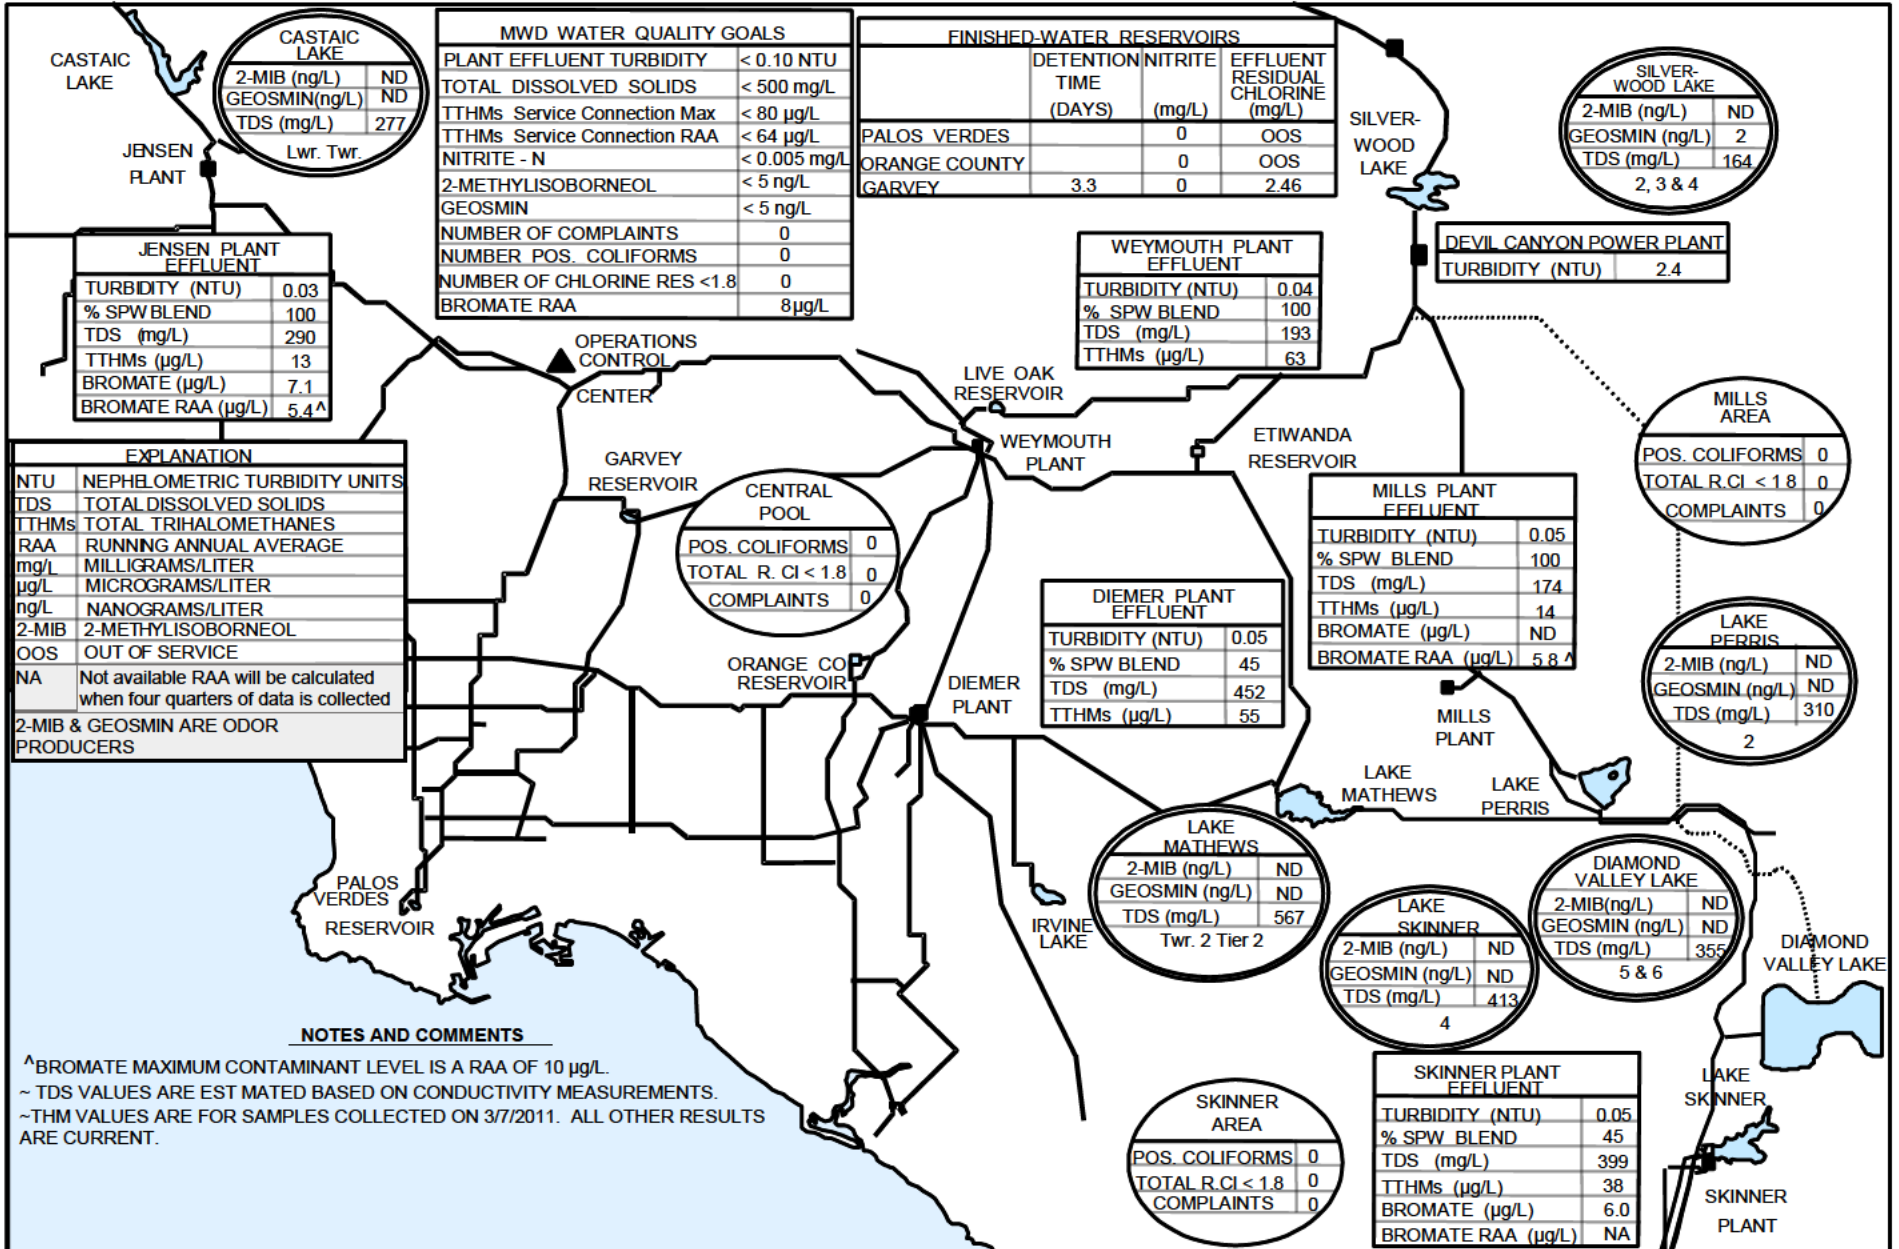 CASTAIC
LAKE
CASTAIC
LAKE
2-MIB (ng/L) ND
GEOSMIN(ng/L) ND
TDS (mg/L) 277
Lwr. Twr.
JENSEN
PLANT
MWD WATER QUALITY GOALS
PLANT EFFLUENT TURBIDITY < 0.10 NTU
TOTAL DISSOLVED SOLIDS < 500 mg/L
TTHMs Service Connection Max < 80 µg/L
TTHMs Service Connection RAA < 64 µg/L
NITRITE - N < 0.005 mg/L
2-METHYLISOBORNEOL < 5 ng/L
GEOSMIN < 5 ng/L
NUMBER OF COMPLAINTS 0
NUMBER POS. COLIFORMS 0
NUMBER OF CHLORINE RES <1.8 0
BROMATE RAA 8µg/L
FINISHED-WATER RESERVOIRS
DETENTION TIME (DAYS) NITRITE (mg/L) EFFLUENT RESIDUAL CHLORINE (mg/L)
PALOS VERDES 0 OOS
ORANGE COUNTY 0 OOS
GARVEY 3.3 0 2.46
SILVER-
WOOD
LAKE
SILVER-
WOOD LAKE
2-MIB (ng/L) ND
GEOSMIN (ng/L) 2
TDS (mg/L) 164
2, 3 & 4
JENSEN PLANT
EFFLUENT
TURBIDITY (NTU) 0.03
% SPW BLEND 100
TDS (mg/L) 290
TTHMs (µg/L) 13
BROMATE (µg/L) 7.1
BROMATE RAA (µg/L) 5.4^
WEYMOUTH PLANT
EFFLUENT
TURBIDITY (NTU) 0.04
% SPW BLEND 100
TDS (mg/L) 193
TTHMs (µg/L) 63
DEVIL CANYON POWER PLANT
TURBIDITY (NTU) 2.4
OPERATIONS
CONTROL
CENTER
LIVE OAK
RESERVOIR
WEYMOUTH
PLANT
ETIWANDA
RESERVOIR
MILLS
AREA
POS. COLIFORMS 0
TOTAL R.Cl < 1 8 0
COMPLAINTS 0
EXPLANATION
NTU NEPHELOMETRIC TURBIDITY UNITS
TDS TOTAL DISSOLVED SOLIDS
TTHMs TOTAL TRIHALOMETHANES
RAA RUNNING ANNUAL AVERAGE
mg/L MILLIGRAMS/LITER
µg/L MICROGRAMS/LITER
ng/L NANOGRAMS/LITER
2-MIB 2-METHYLISOBORNEOL
OOS OUT OF SERVICE
NA Not available RAA will be calculated
when four quarters of data is collected
2-MIB & GEOSMIN ARE ODOR
PRODUCERS
GARVEY
RESERVOIR
CENTRAL
POOL
POS. COLIFORMS 0
TOTAL R. Cl < 1.8 0
COMPLAINTS 0
MILLS PLANT
EFFLUENT
TURBIDITY (NTU) 0.05
% SPW BLEND 100
TDS (mg/L) 174
TTHMs (µg/L) 14
BROMATE (µg/L) ND
BROMATE RAA (µg/L) 5 8 ^
DIEMER PLANT
EFFLUENT
TURBIDITY (NTU) 0.05
% SPW BLEND 45
TDS (mg/L) 452
TTHMs (µg/L) 55
LAKE
PERRIS
2-MIB (ng/L) ND
GEOSMIN (ng/L) ND
TDS (mg/L) 310
2
ORANGE CO
RESERVOIR
DIEMER
PLANT
MILLS
PLANT
LAKE
MATHEWS
LAKE
PERRIS
LAKE
MATHEWS
2-MIB (ng/L) ND
GEOSMIN (ng/L) ND
TDS (mg/L) 567
Twr. 2 Tier 2
DIAMOND
VALLEY LAKE
2-MIB(ng/L) ND
GEOSMIN (ng/L) ND
TDS (mg/L) 355
5 & 6
LAKE
SKINNER
2-MIB (ng/L) ND
GEOSMIN (ng/L) ND
TDS (mg/L) 413
4
PALOS
VERDES
RESERVOIR
IRVINE
LAKE
DIAMOND
VALLEY LAKE
NOTES AND COMMENTS
^BROMATE MAXIMUM CONTAMINANT LEVEL IS A RAA OF 10 µg/L.
~ TDS VALUES ARE EST MATED BASED ON CONDUCTIVITY MEASUREMENTS.
~THM VALUES ARE FOR SAMPLES COLLECTED ON 3/7/2011. ALL OTHER RESULTS
ARE CURRENT.
SKINNER
AREA
POS. COLIFORMS 0
TOTAL R.Cl < 1.8 0
COMPLAINTS 0
SKINNER PLANT
EFFLUENT
TURBIDITY (NTU) 0.05
% SPW BLEND 45
TDS (mg/L) 399
TTHMs (µg/L) 38
BROMATE (µg/L) 6.0
BROMATE RAA (µg/L) NA
LAKE
SKINNER
SKINNER
PLANT